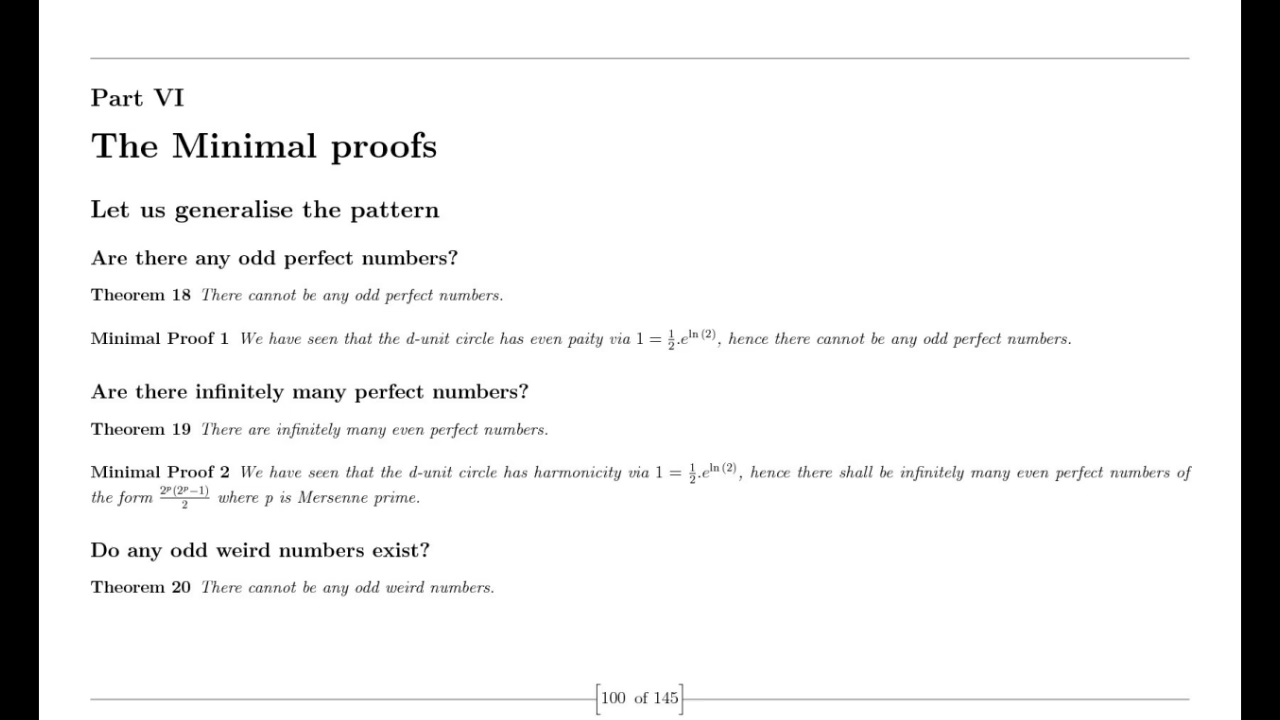 Part VI
The Minimal proofs
Let us generalise the pattern
Are there any odd perfect numbers?
Theorem 18 There cannot be any odd perfect numbers.
Minimal Proof 1 We have seen that the d-unit circle has even paity via 1 = \frac{1}{2}.e^{ln (2)}, hence there cannot be any odd perfect numbers.
Are there infinitely many perfect numbers?
Theorem 19 There are infinitely many even perfect numbers.
Minimal Proof 2 We have seen that the d-unit circle has harmonicity via 1 = \frac{1}{2}.e^{ln (2)}, hence there shall be infinitely many even perfect numbers of
the form \frac{2^p(2^p-1)}{2} where p is Mersenne prime.
Do any odd weird numbers exist?
Theorem 20 There cannot be any odd weird numbers.
[100 of 145]